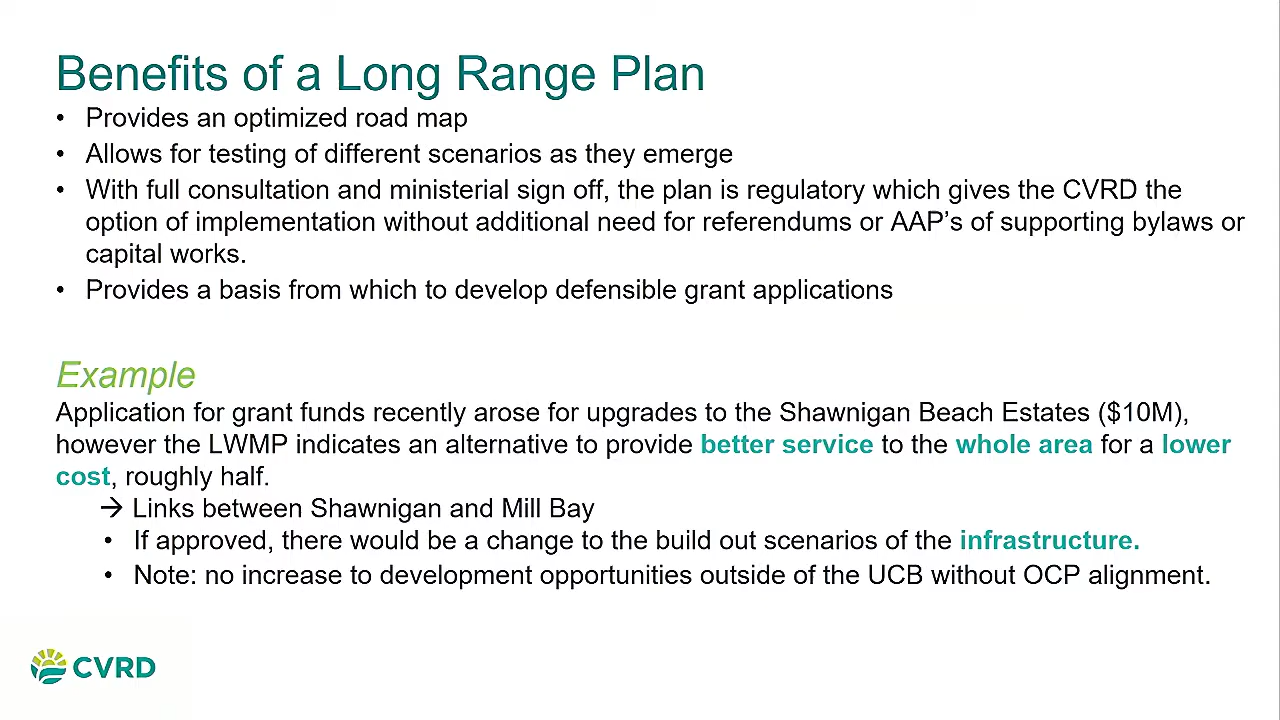 Benefits of a Long Range Plan
• Provides an optimized road map
• Allows for testing of different scenarios as they emerge
• With full consultation and ministerial sign off, the plan is regulatory which gives the CVRD the
option of implementation without additional need for referendums or AAP’s of supporting bylaws or
capital works.
• Provides a basis from which to develop defensible grant applications
Example
Application for grant funds recently arose for upgrades to the Shawnigan Beach Estates ($10M),
however the LWMP indicates an alternative to provide better service to the whole area for a lower
cost, roughly half.
→ Links between Shawnigan and Mill Bay
• If approved, there would be a change to the build out scenarios of the infrastructure.
• Note: no increase to development opportunities outside of the UCB without OCP alignment.
CVRD